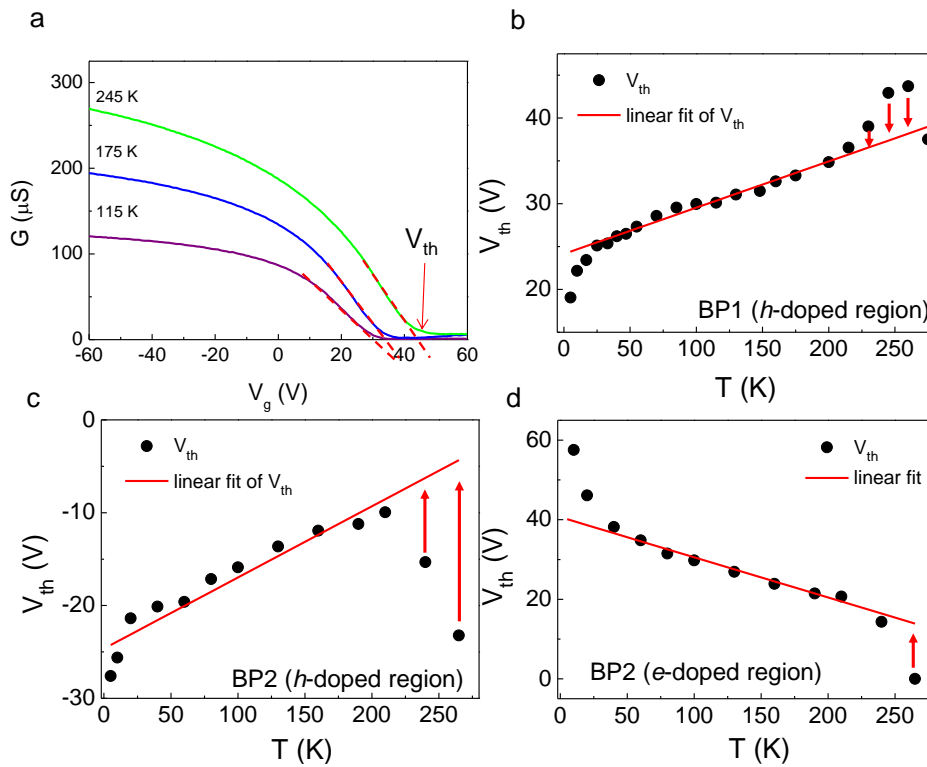 a
300
200
100
0
G (μS)
245 K
175 K
115 K
V_th
-60 -40 -20 0 20 40 60
V_g (V)
b
40
30
20
V_th (V)
V_th
linear fit of V_th
BP1 (h-doped region)
0 50 100 150 200 250
T (K)
c
0
-10
-20
-30
V_th (V)
V_th
linear fit of V_th
BP2 (h-doped region)
0 50 100 150 200 250
T (K)
d
60
40
20
0
V_th (V)
V_th
linear fit
BP2 (e-doped region)
0 50 100 150 200 250
T (K)